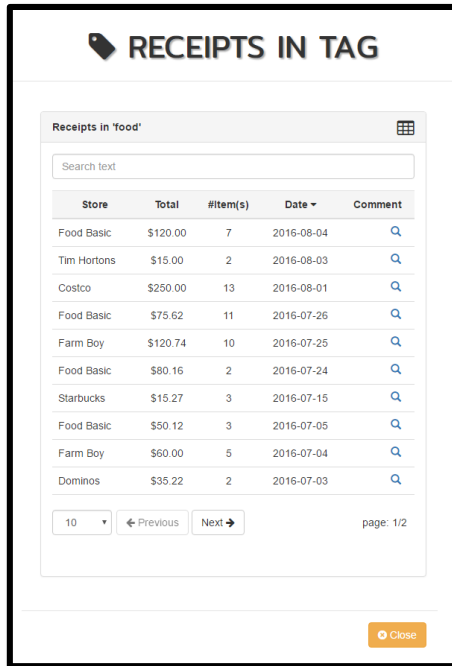 RECEIPTS IN TAG
Receipts in 'food'
Search text
Store Total #Item(s) Date Comment
Food Basic $120.00 7 2016-08-04
Tim Hortons $15.00 2 2016-08-03
Costco $250.00 13 2016-08-01
Food Basic $75.62 11 2016-07-26
Farm Boy $120.74 10 2016-07-25
Food Basic $80.16 2 2016-07-24
Starbucks $15.27 3 2016-07-15
Food Basic $50.12 3 2016-07-05
Farm Boy $60.00 5 2016-07-04
Dominos $35.22 2 2016-07-03
10 Previous Next page: 1/2
Close